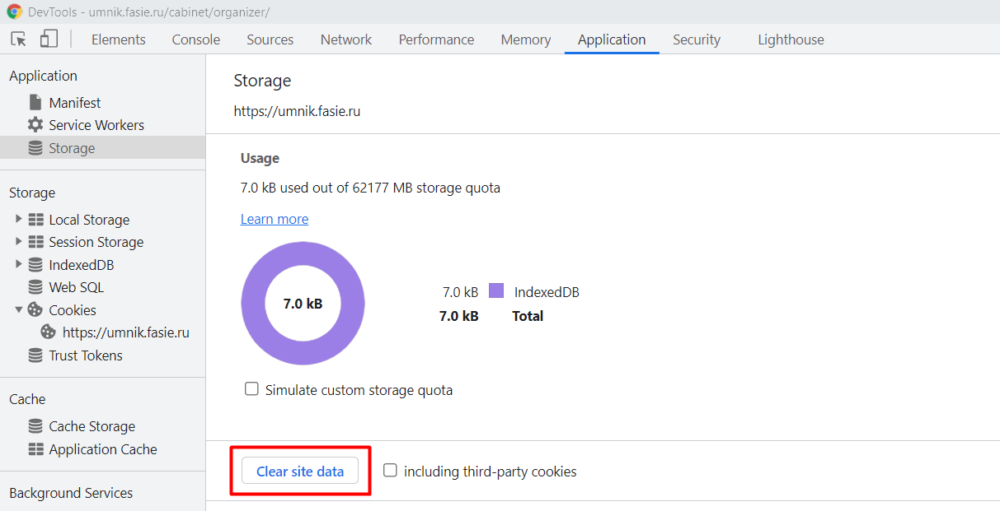 DevTools - umnik.fasie.ru/cabinet/organizer/
Elements Console Sources Network Performance Memory Application Security Lighthouse
Application
Manifest
Service Workers
Storage
Storage
Local Storage
Session Storage
IndexedDB
Web SQL
Cookies
https://umnik.fasie.ru
Trust Tokens
Cache
Cache Storage
Application Cache
Background Services
Storage
https://umnik.fasie.ru
Usage
7.0 kB used out of 62177 MB storage quota
Learn more
7.0 kB
7.0 kB IndexedDB
7.0 kB Total
Simulate custom storage quota
Clear site data including third-party cookies